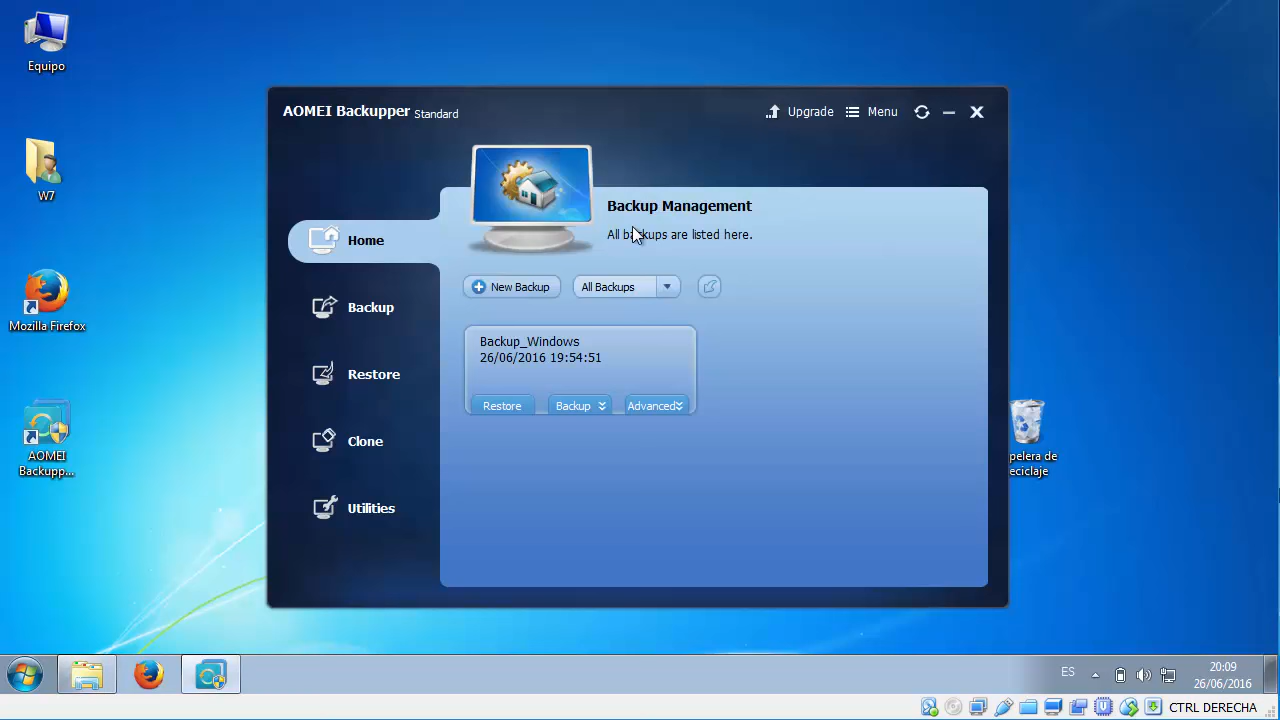 Equipo
W7
Mozilla Firefox
AOMEI
Backupp...
AOMEI Backupper Standard
Upgrade
Menu
Home
Backup
Restore
Clone
Utilities
Backup Management
All backups are listed here.
New Backup
All Backups
Backup_Windows
26/06/2016 19:54:51
Restore
Backup
Advanced
pelera de
eciclaje
ES
20:09
26/06/2016
CTRL DERECHA